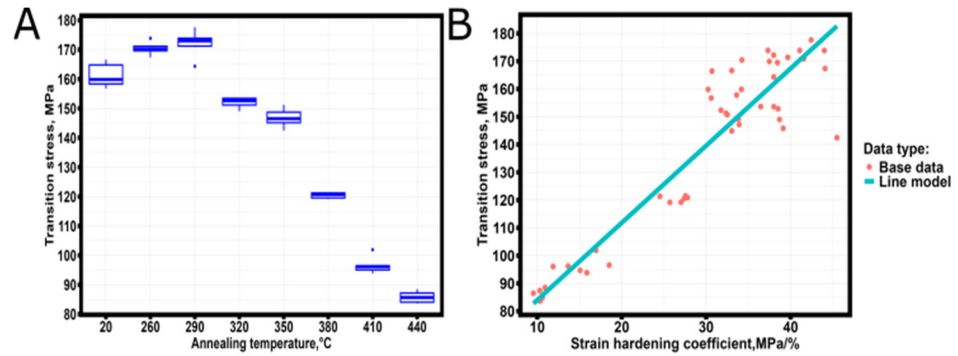 A
B
Transition stress, MPa
180
170
160
150
140
130
120
110
100
90
80
20 260 290 320 350 380 410 440
Annealing temperature,°C
Transition stress, MPa
180
170
160
150
140
130
120
110
100
90
80
10 20 30 40
Strain hardening coefficient,MPa/%
Data type:
Base data
Line model